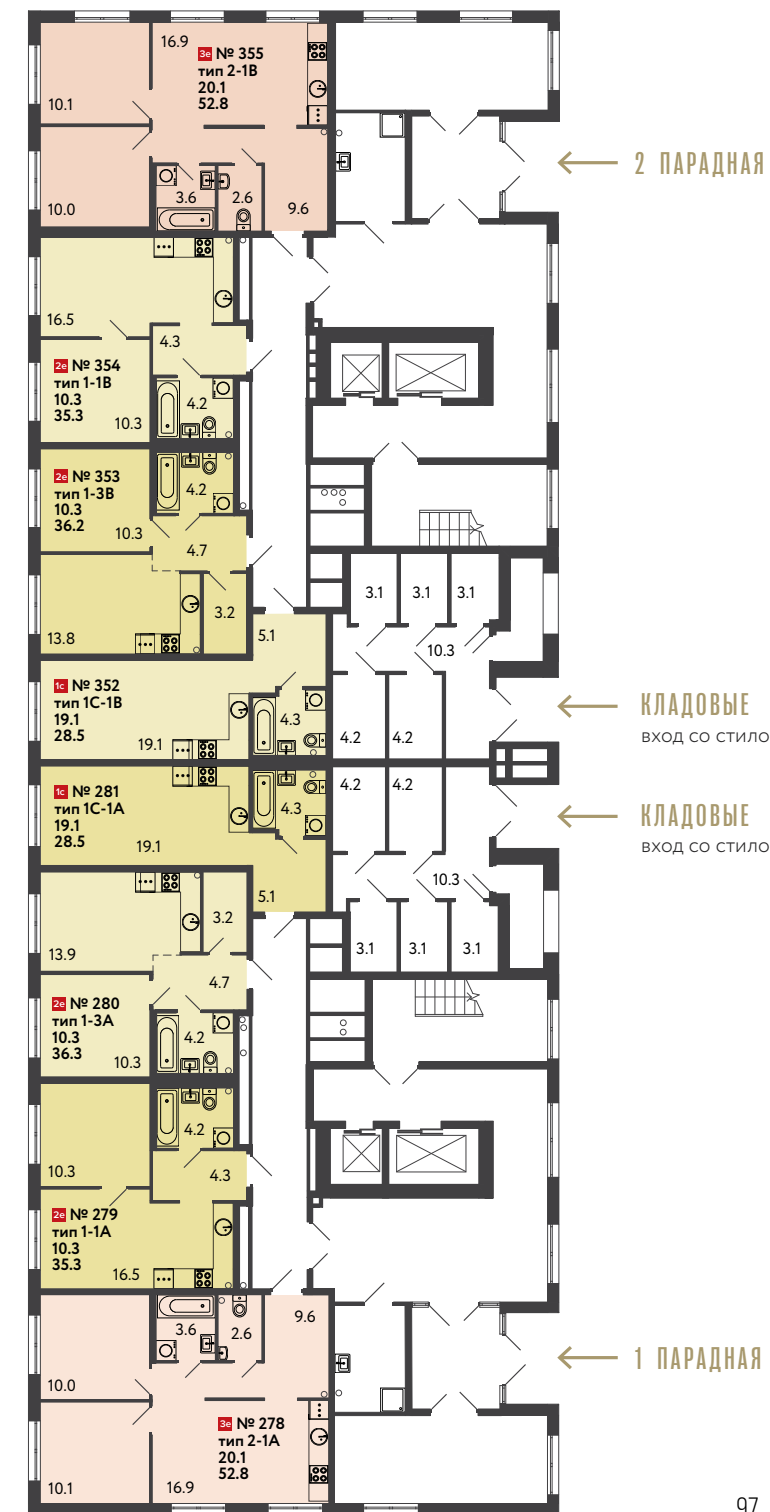 16.9
3e № 355
тип 2-1В
20.1
52.8
10.1
10.0
3.6
2.6
9.6
2 ПАРАДНАЯ
16.5
4.3
2e № 354
тип 1-1В
10.3
35.3
10.3
4.2
2e № 353
тип 1-3В
10.3
36.2
10.3
4.2
4.7
3.2
13.8
3.1
3.1
3.1
10.3
5.1
1c № 352
тип 1С-1В
19.1
28.5
19.1
4.3
4.2
4.2
КЛАДОВЫЕ
ВХОД СО СТИЛО
1c № 281
тип 1С-1А
19.1
28.5
19.1
4.3
5.1
4.2
4.2
10.3
КЛАДОВЫЕ
ВХОД СО СТИЛО
3.1
3.1
3.1
13.9
3.2
4.7
2e № 280
тип 1-3А
10.3
36.3
10.3
4.2
4.2
10.3
4.3
2e № 279
тип 1-1А
10.3
35.3
16.5
3.6
2.6
9.6
10.0
1 ПАРАДНАЯ
3e № 278
тип 2-1А
20.1
52.8
10.1
16.9
97